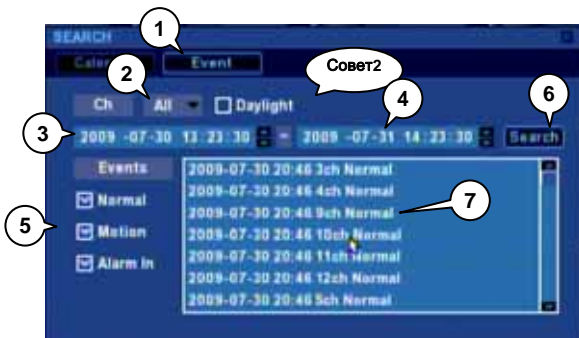 SEARCH
1
Event
2
Совет2
Ch All Daylight
4
6
3
2009 -07-30 13:23:30 - 2009 -07-31 14:23:30 Search
Events
2009-07-30 20:46 3ch Normal
2009-07-30 20:46 4ch Normal
Normal
2009-07-30 20:46 9ch Normal
7
5
Motion
2009-07-30 20:46 10ch Normal
2009-07-30 20:46 11ch Normal
Alarm In
2009-07-30 20:46 12ch Normal
2009-07-30 20:46 5ch Normal